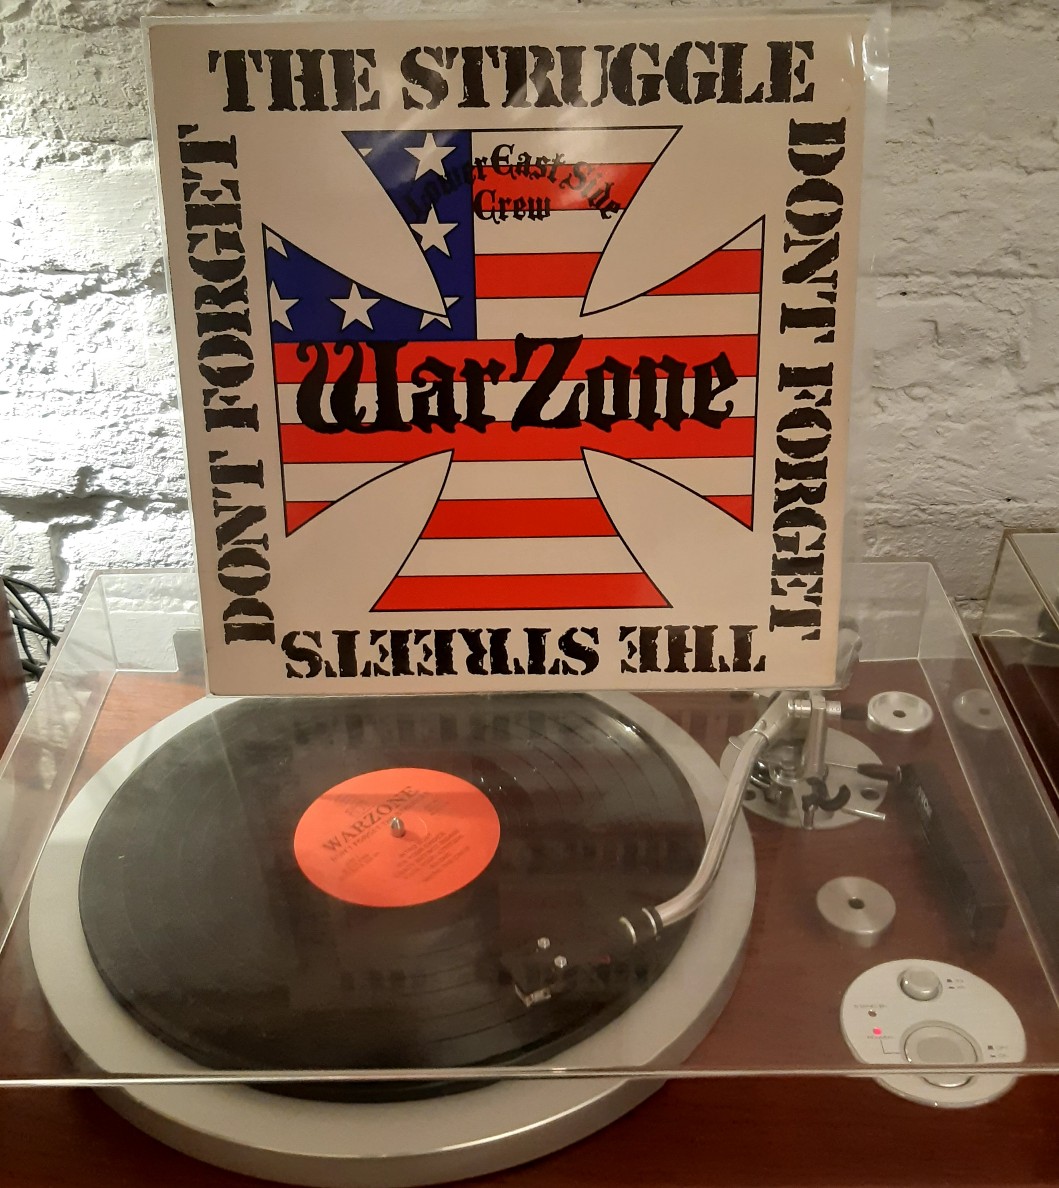 THE STRUGGLE
DONT FORGET
DONT FORGET
THE STREETS
Lower East Side
Crew
WarZone
WARZONE